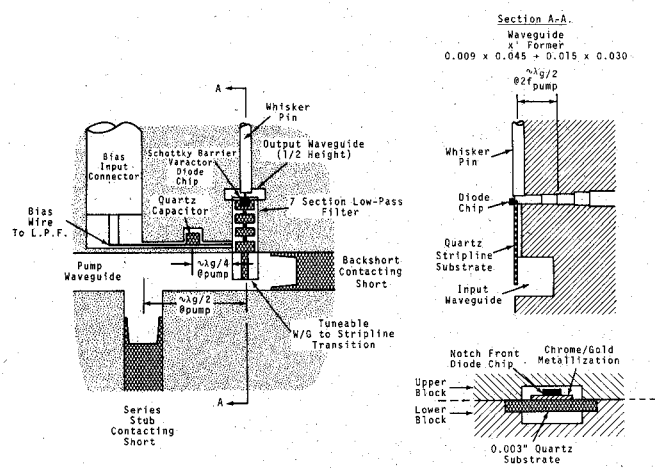 A
Whisker
Pin
Output Waveguide
(1/2 Height)
Schottky Barrier
Varactor
Diode
Chip
Bias
Input
Connector
Quartz
Capacitor
7 Section Low-Pass
Filter
Bias
Wire
To L.P.F.
Pump
Waveguide
~λg/4
@pump
Backshort
Contacting
Short
~λg/2
@pump
Tuneable
W/G to Stripline
Transition
A
Series
Stub
Contacting
Short
Section A-A.
Waveguide
x' Former
0.009 x 0.045 → 0.015 x 0.030
~λg/2
@2fpump
Whisker
Pin
Diode
Chip
Quartz
Stripline
Substrate
Input
Waveguide
Notch Front
Diode Chip
Chrome/Gold
Metallization
Upper
Block
Lower
Block
0.003" Quartz
Substrate